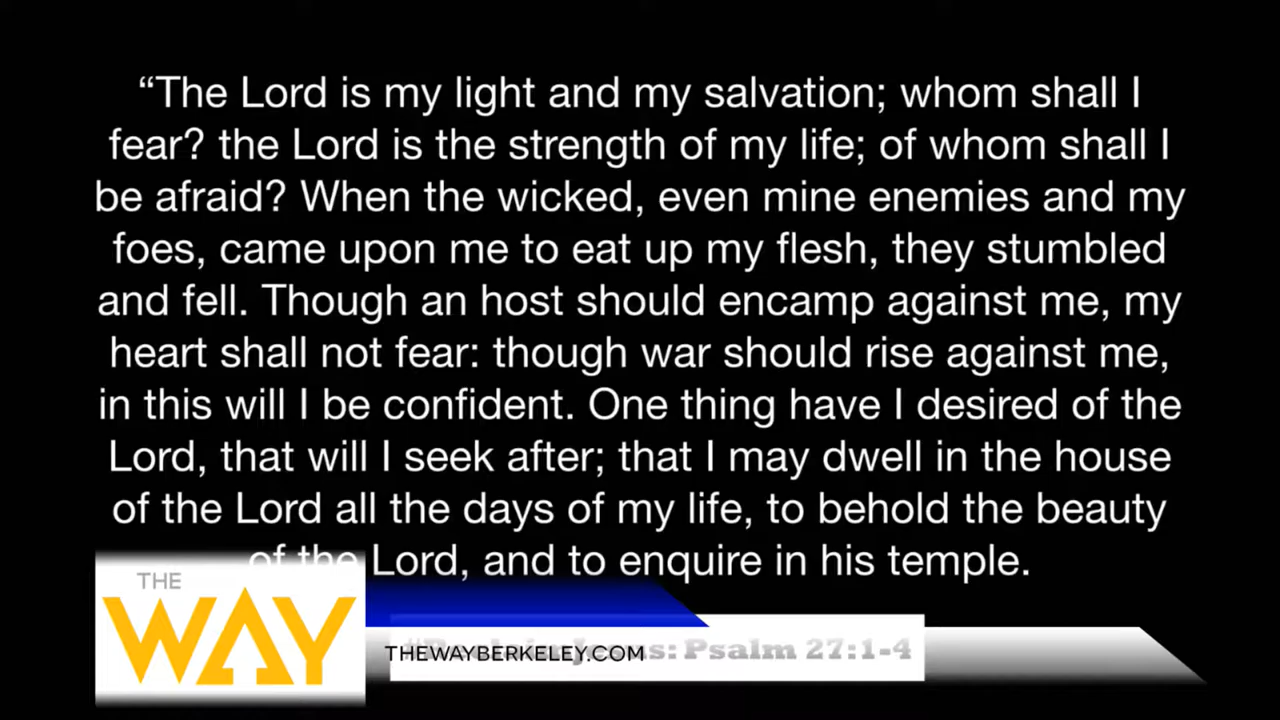 “The Lord is my light and my salvation; whom shall I
fear? the Lord is the strength of my life; of whom shall I
be afraid? When the wicked, even mine enemies and my
foes, came upon me to eat up my flesh, they stumbled
and fell. Though an host should encamp against me, my
heart shall not fear: though war should rise against me,
in this will I be confident. One thing have I desired of the
Lord, that will I seek after; that I may dwell in the house
of the Lord all the days of my life, to behold the beauty
of the Lord, and to enquire in his temple.
THE
WAY
THEWAYBERKELEY.COM
Psalm 27:1-4